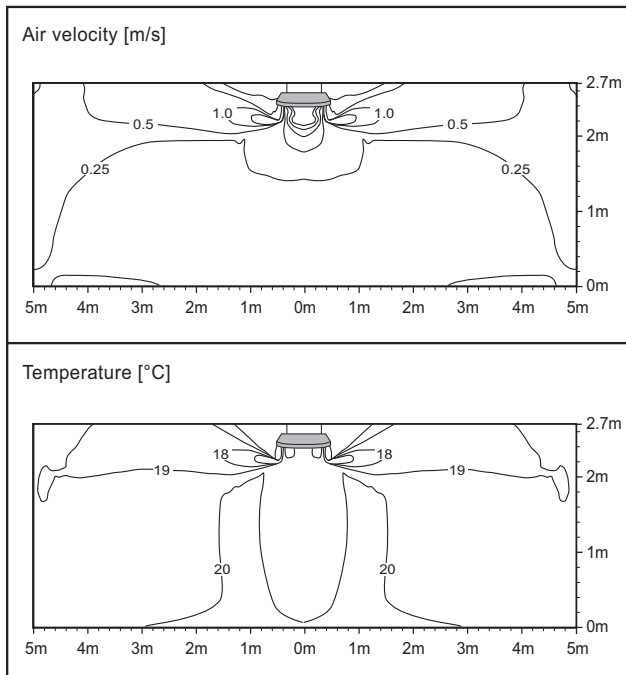 Air velocity [m/s]
2.7m
1.0 1.0
0.5 0.5
2m
0.25 0.25
1m
0m
5m 4m 3m 2m 1m 0m 1m 2m 3m 4m 5m
Temperature [°C]
2.7m
18 18
19 19
2m
1m
20 20
0m
5m 4m 3m 2m 1m 0m 1m 2m 3m 4m 5m